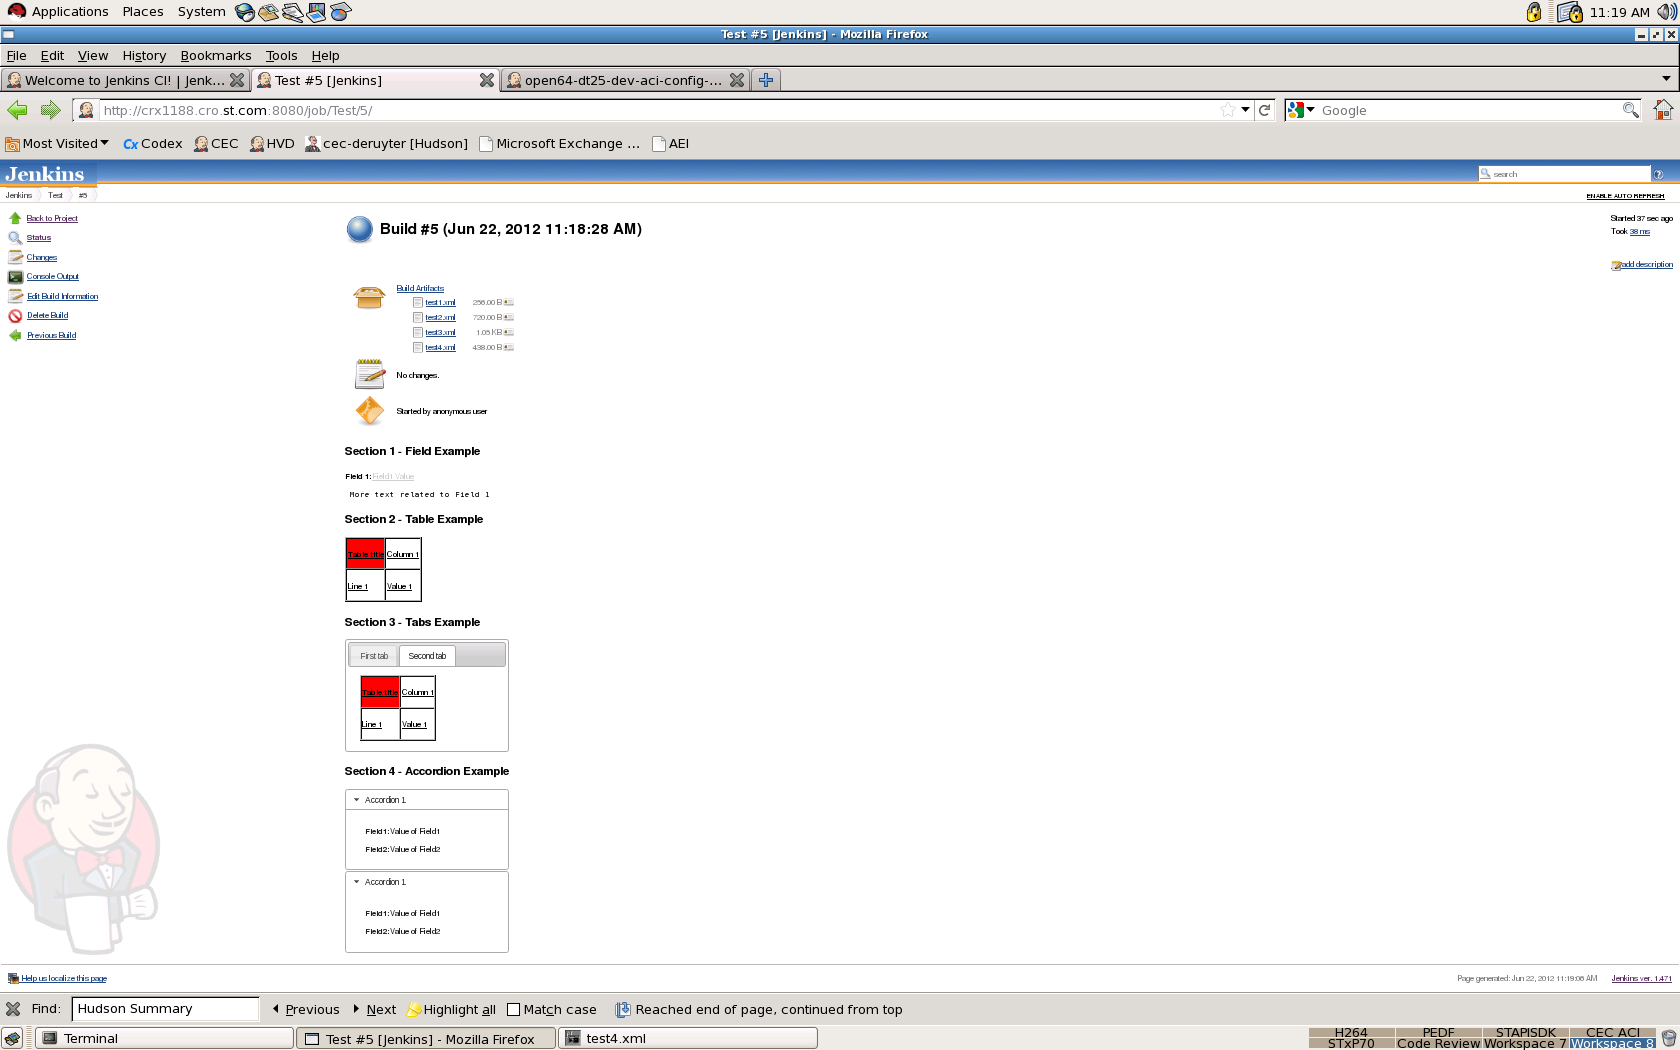 Applications Places System 11:19 AM
Test #5 [Jenkins] - Mozilla Firefox
File Edit View History Bookmarks Tools Help
Welcome to Jenkins CI! | Jenk... Test #5 [Jenkins] open64-dt25-dev-aci-config-...
http://crx1188.cro.st.com:8080/job/Test/5/ Google
Most Visited Cx Codex CEC HVD cec-deruyter [Hudson] Microsoft Exchange ... AEI
Jenkins search
Jenkins Test #5 ENABLE AUTO REFRESH
Back to Project
Status
Changes
Console Output
Edit Build Information
Delete Build
Previous Build
Build #5 (Jun 22, 2012 11:18:28 AM)
Started 37 sec ago
Took 38 ms
add description
Build Artifacts
test1.xml 256.00 B
test2.xml 720.00 B
test3.xml 1.05 KB
test4.xml 438.00 B
No changes.
Started by anonymous user
Section 1 - Field Example
Field 1: Field1 Value
More text related to Field 1
Section 2 - Table Example
Table title Column 1
Line 1 Value 1
Section 3 - Tabs Example
First tab Second tab
Table title Column 1
Line 1 Value 1
Section 4 - Accordion Example
Accordion 1
Field1:Value of Field1
Field2:Value of Field2
Accordion 1
Field1:Value of Field1
Field2:Value of Field2
Help us localize this page Page generated: Jun 22, 2012 11:19:06 AM Jenkins ver. 1.471
Find: Hudson Summary Previous Next Highlight all Match case Reached end of page, continued from top
Terminal Test #5 [Jenkins] - Mozilla Firefox test4.xml
H264 PEDF STAPISDK CEC ACI
STxP70 Code Review Workspace 7 Workspace 8